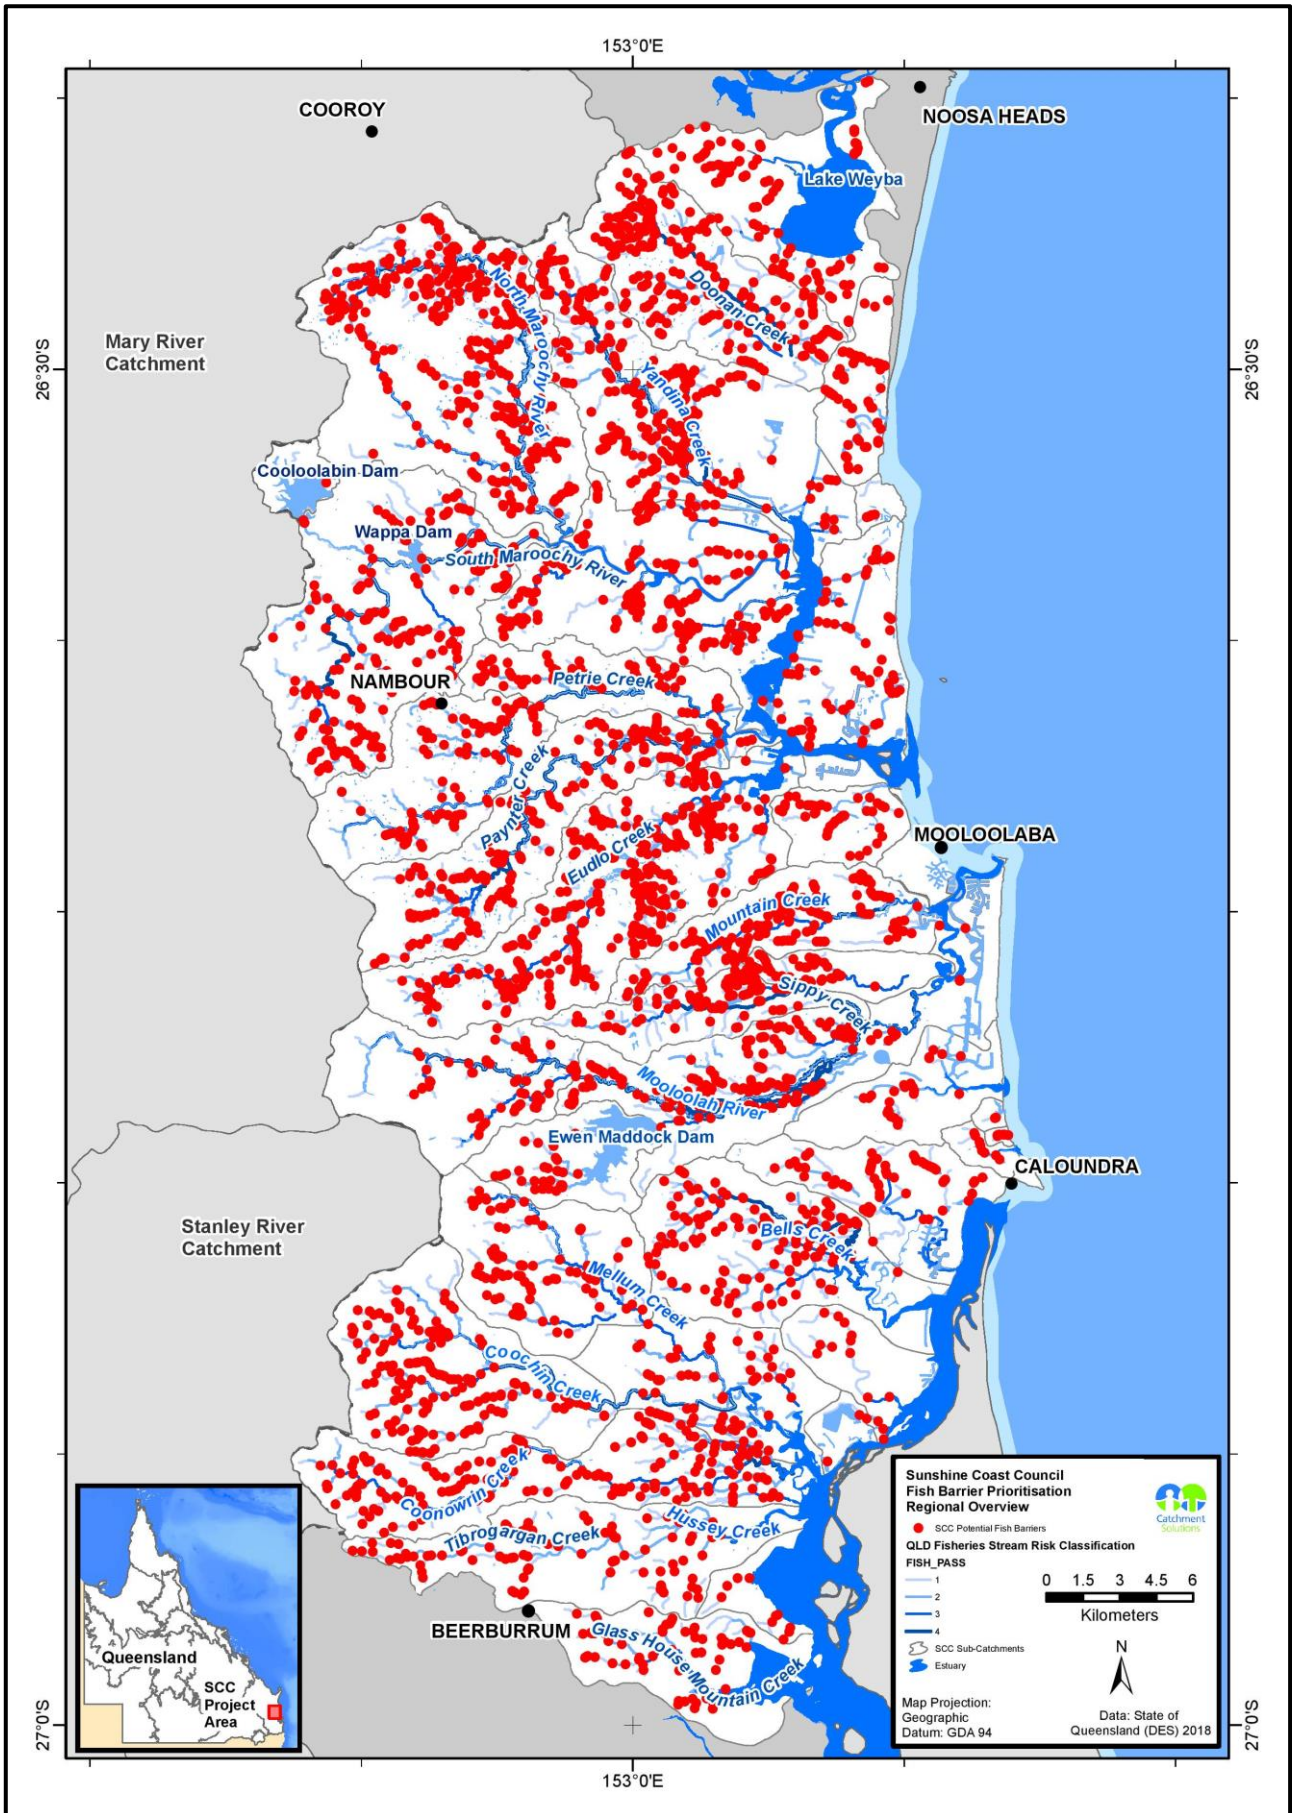 153°0'E
COOROY
NOOSA HEADS
Lake Weyba
North Maroochy River
Doonan Creek
Mary River
Catchment
26°30'S
26°30'S
Yandina Creek
Cooloolabin Dam
Wappa Dam
South Maroochy River
NAMBOUR
Petrie Creek
Paynter Creek
Eudlo Creek
MOOLOOLABA
Mountain Creek
Sippy Creek
Mooloolah River
Ewen Maddock Dam
CALOUNDRA
Stanley River
Catchment
Bells Creek
Mellum Creek
Coochin Creek
Coonowrin Creek
Hussey Creek
Tibrogargan Creek
BEERBURRUM
Glass House Mountain Creek
Queensland
SCC
Project
Area
Sunshine Coast Council
Fish Barrier Prioritisation
Regional Overview
Catchment
Solutions
SCC Potential Fish Barriers
QLD Fisheries Stream Risk Classification
FISH_PASS
1
2
3
4
SCC Sub-Catchments
Estuary
0 1.5 3 4.5 6
Kilometers
N
Map Projection:
Geographic
Datum: GDA 94
Data: State of
Queensland (DES) 2018
27°0'S
27°0'S
153°0'E